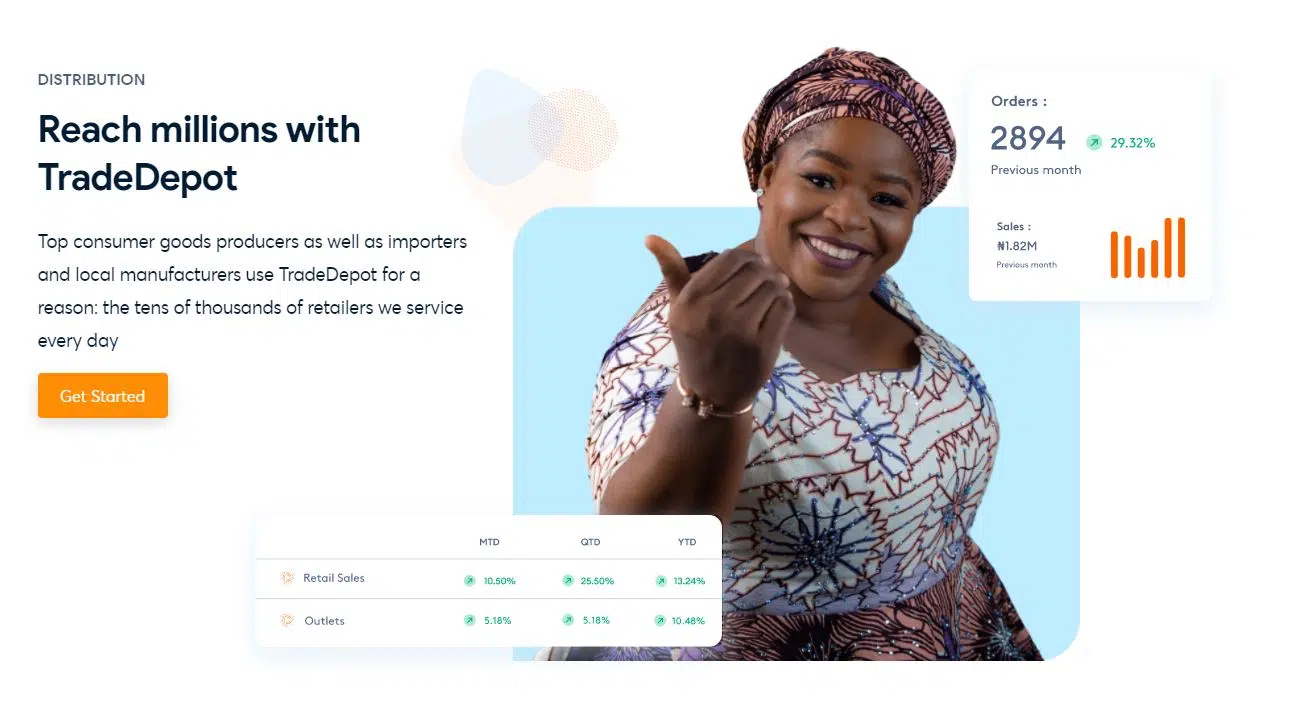 DISTRIBUTION
Reach millions with
TradeDepot
Top consumer goods producers as well as importers
and local manufacturers use TradeDepot for a
reason: the tens of thousands of retailers we service
every day
Get Started
Orders :
2894 29.32%
Previous month
Sales :
₦1.82M
Previous month
MTD QTD YTD
Retail Sales 10.50% 25.50% 13.24%
Outlets 5.18% 5.18% 10.48%